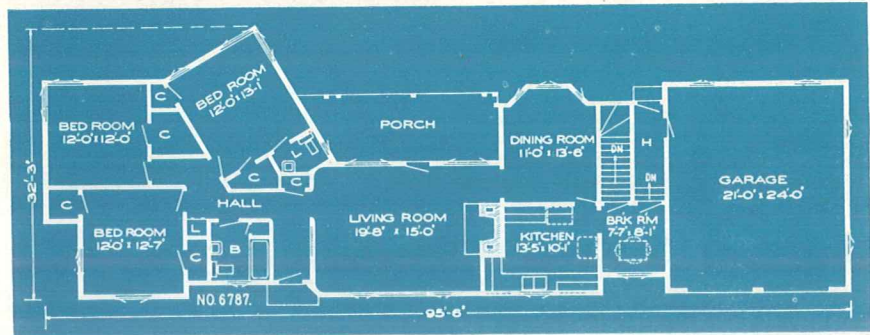 BED ROOM
12'-0" x 13'-1"
C
C
BED ROOM
12'-0" x 12'-0"
L
C
C
PORCH
DINING ROOM
11'-0" x 13'-6"
DN
H
DN
GARAGE
21'-0" x 24'-0"
32'-3"
C
HALL
BED ROOM
12'-0" x 12'-7"
L
C
B
LIVING ROOM
19'-8" x 15'-0"
KITCHEN
13'-5" x 10'-1"
BRK RM
7'-7" x 8'-1"
NO. 6787.
95'-6"